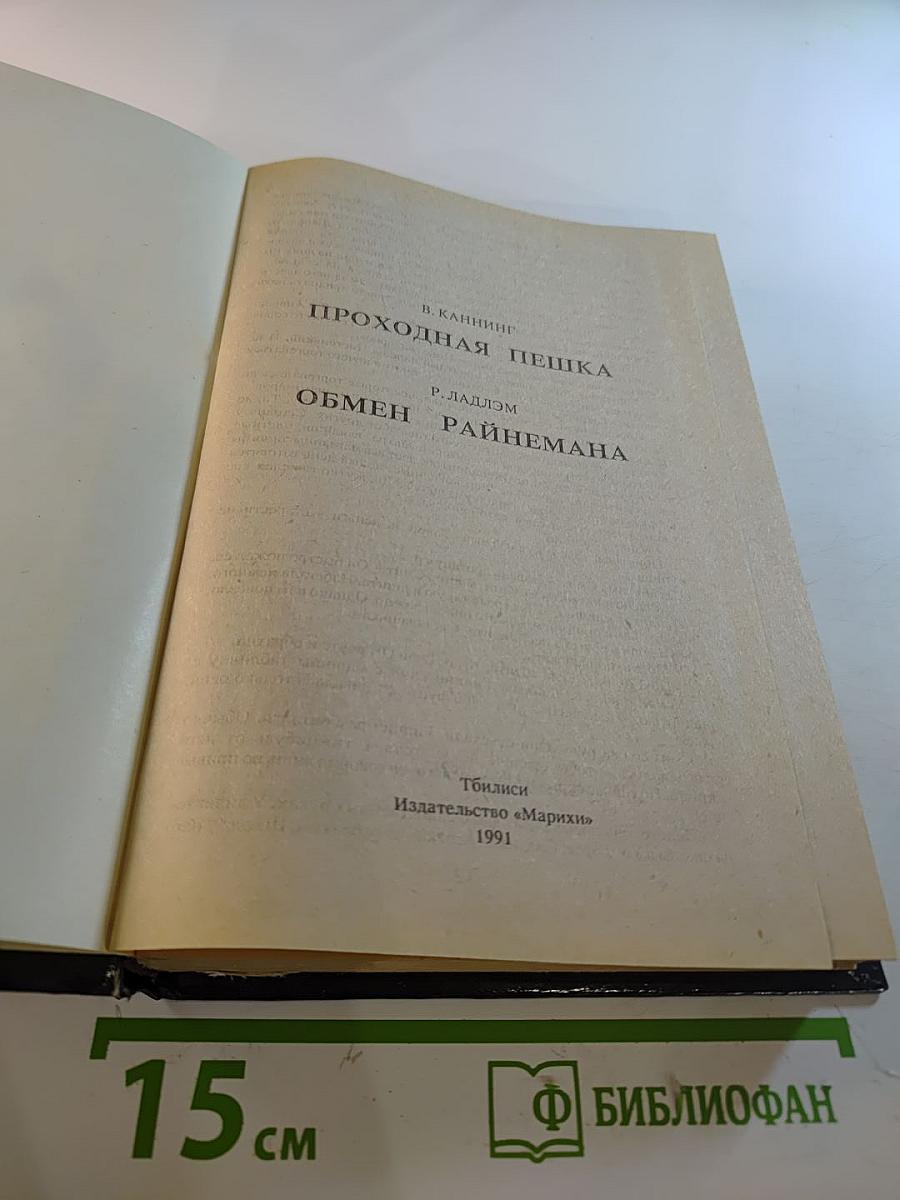 В. КАННИНГ
ПРОХОДНАЯ ПЕШКА
Р. ЛАДЛЭМ
ОБМЕН РАЙНЕМАНА
Тбилиси
Издательство «Марихи»
1991
15 см
БИБЛИОФАН